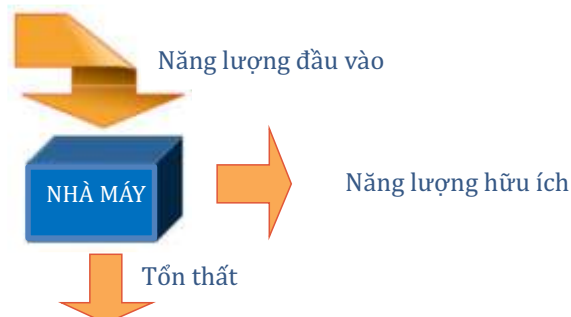 Năng lượng đầu vào
NHÀ MÁY
Năng lượng hữu ích
Tổn thất